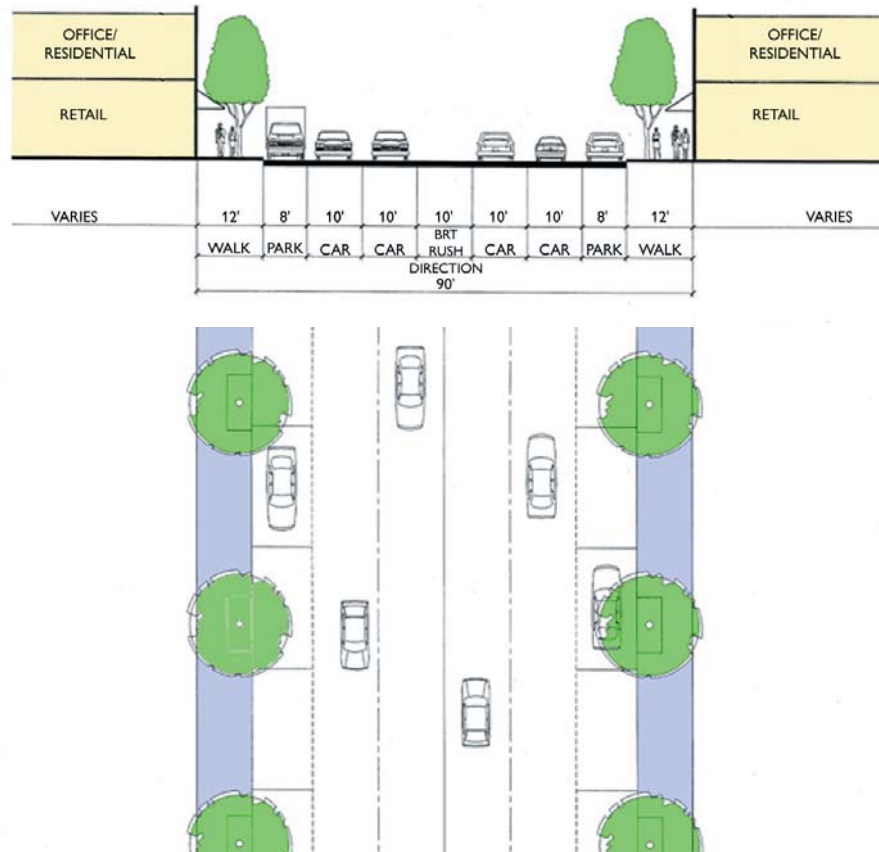 OFFICE/
RESIDENTIAL
RETAIL
OFFICE/
RESIDENTIAL
RETAIL
VARIES 12' 8' 10' 10' 10' 10' 10' 8' 12' VARIES
WALK PARK CAR CAR BRT RUSH CAR CAR PARK WALK
DIRECTION
90'